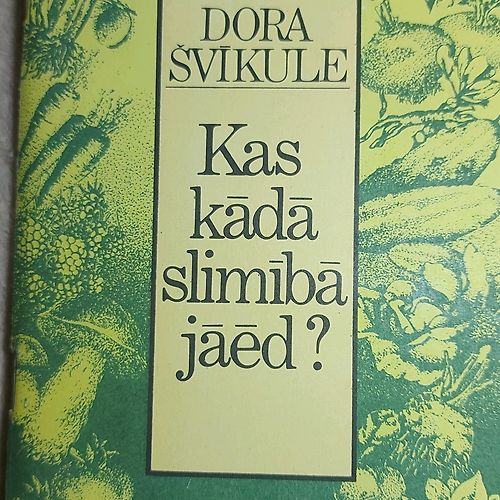 DORA
ŠVĪKULE
Kas
kādā
slimībā
jāēd?